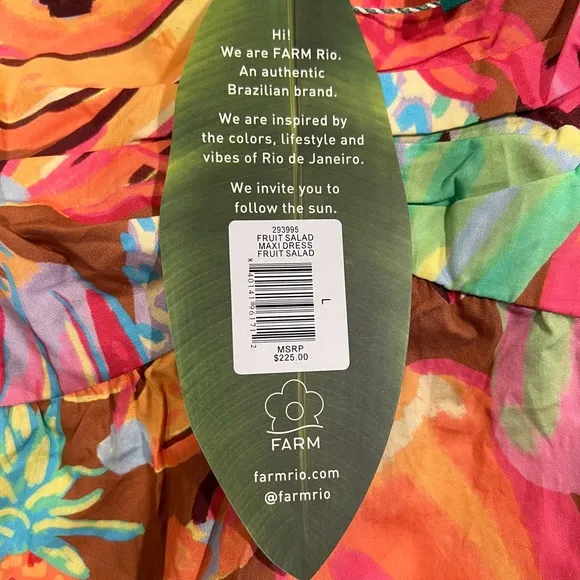 Hi!
We are FARM Rio.
An authentic
Brazilian brand.
We are inspired by
the colors, lifestyle and
vibes of Rio de Janeiro.
We invite you to
follow the sun.
293995
FRUIT SALAD
MAXI DRESS
FRUIT SALAD
L
MSRP
$225.00
FARM
farmrio.com
@farmrio